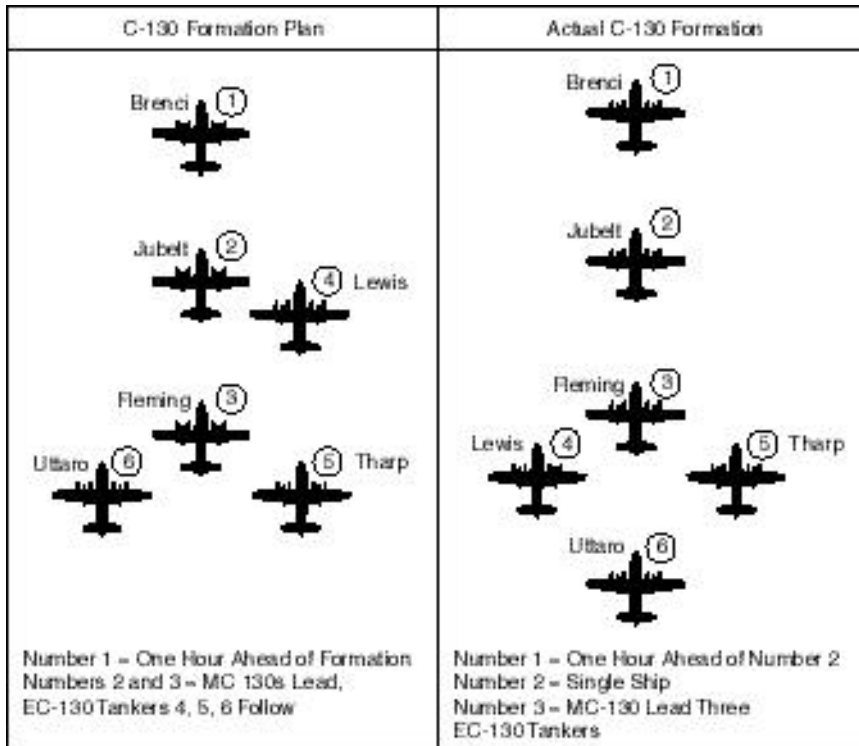 C-130 Formation Plan
Brenci 1
Jubelt 2
4 Lewis
Fleming 3
Uttaro 6
5 Tharp
Number 1 – One Hour Ahead of Formation
Numbers 2 and 3 – MC 130s Lead,
EC-130 Tankers 4, 5, 6 Follow
Actual C-130 Formation
Brenci 1
Jubelt 2
Fleming 3
Lewis 4
5 Tharp
Uttaro 6
Number 1 – One Hour Ahead of Number 2
Number 2 – Single Ship
Number 3 – MC-130 Lead Three
EC-130 Tankers